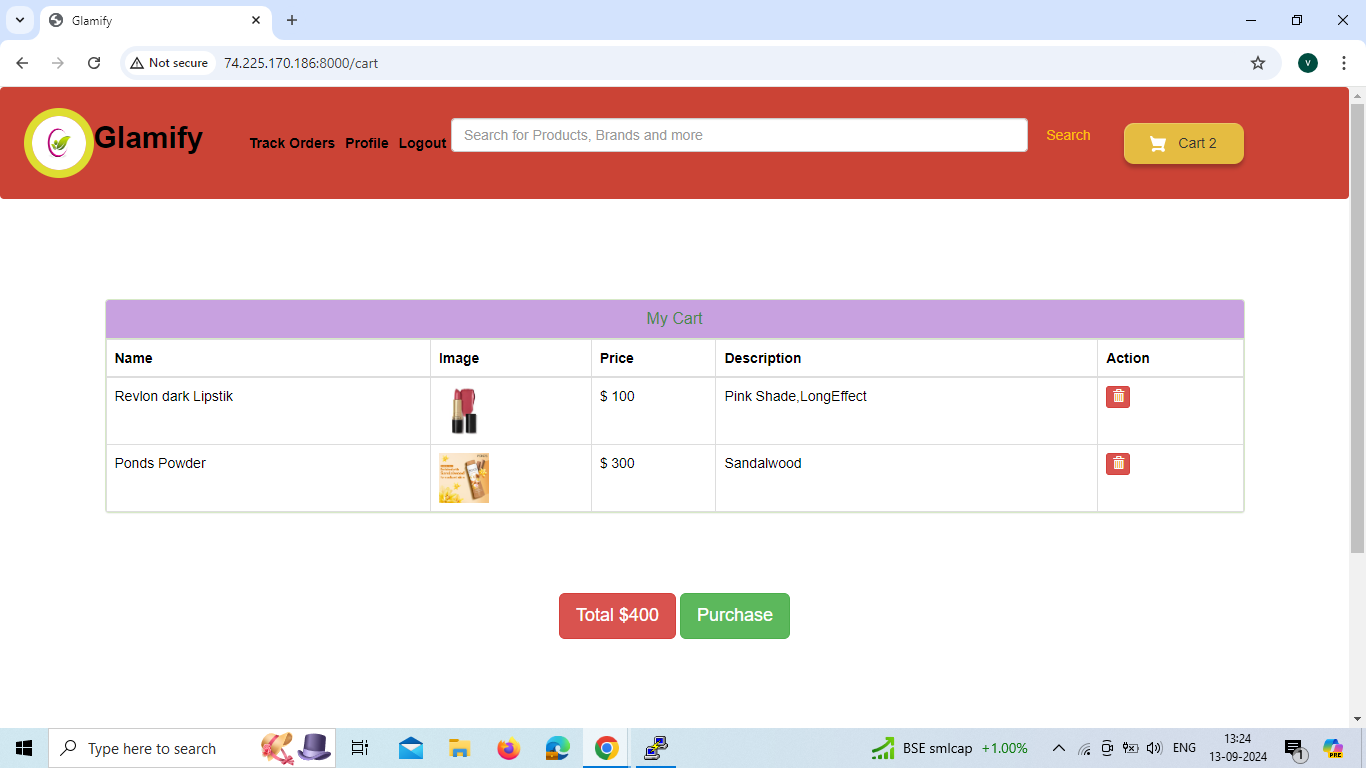 Glamify
Not secure 74.225.170.186:8000/cart
V
Glamify
Track Orders Profile Logout Search for Products, Brands and more Search Cart 2
My Cart
Name Image Price Description Action
Revlon dark Lipstik $ 100 Pink Shade,LongEffect
Ponds Powder $ 300 Sandalwood
Total $400 Purchase
Type here to search BSE smlcap +1.00% ENG 13:24
13-09-2024
1
PRE